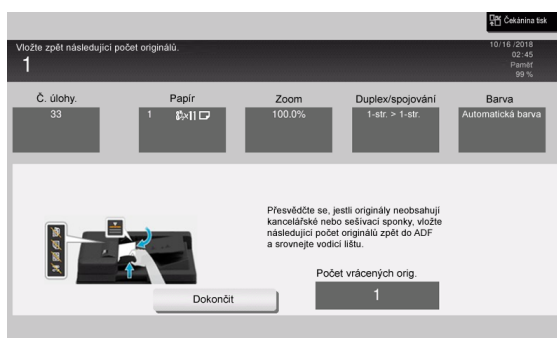 Čekánina tisk
Vložte zpět následující počet originálů.
1
10/16 /2018
02:45
Paměť
99 %
Č. úlohy.
Papír
Zoom
Duplex/spojování
Barva
33
1
100.0%
1-str. > 1-str.
Automatická barva
Přesvědčte se, jestli originály neobsahují
kancelářské nebo sešívací sponky, vložte
následující počet originálů zpět do ADF
a srovnejte vodicí lištu.
Počet vrácených orig.
1
Dokončit